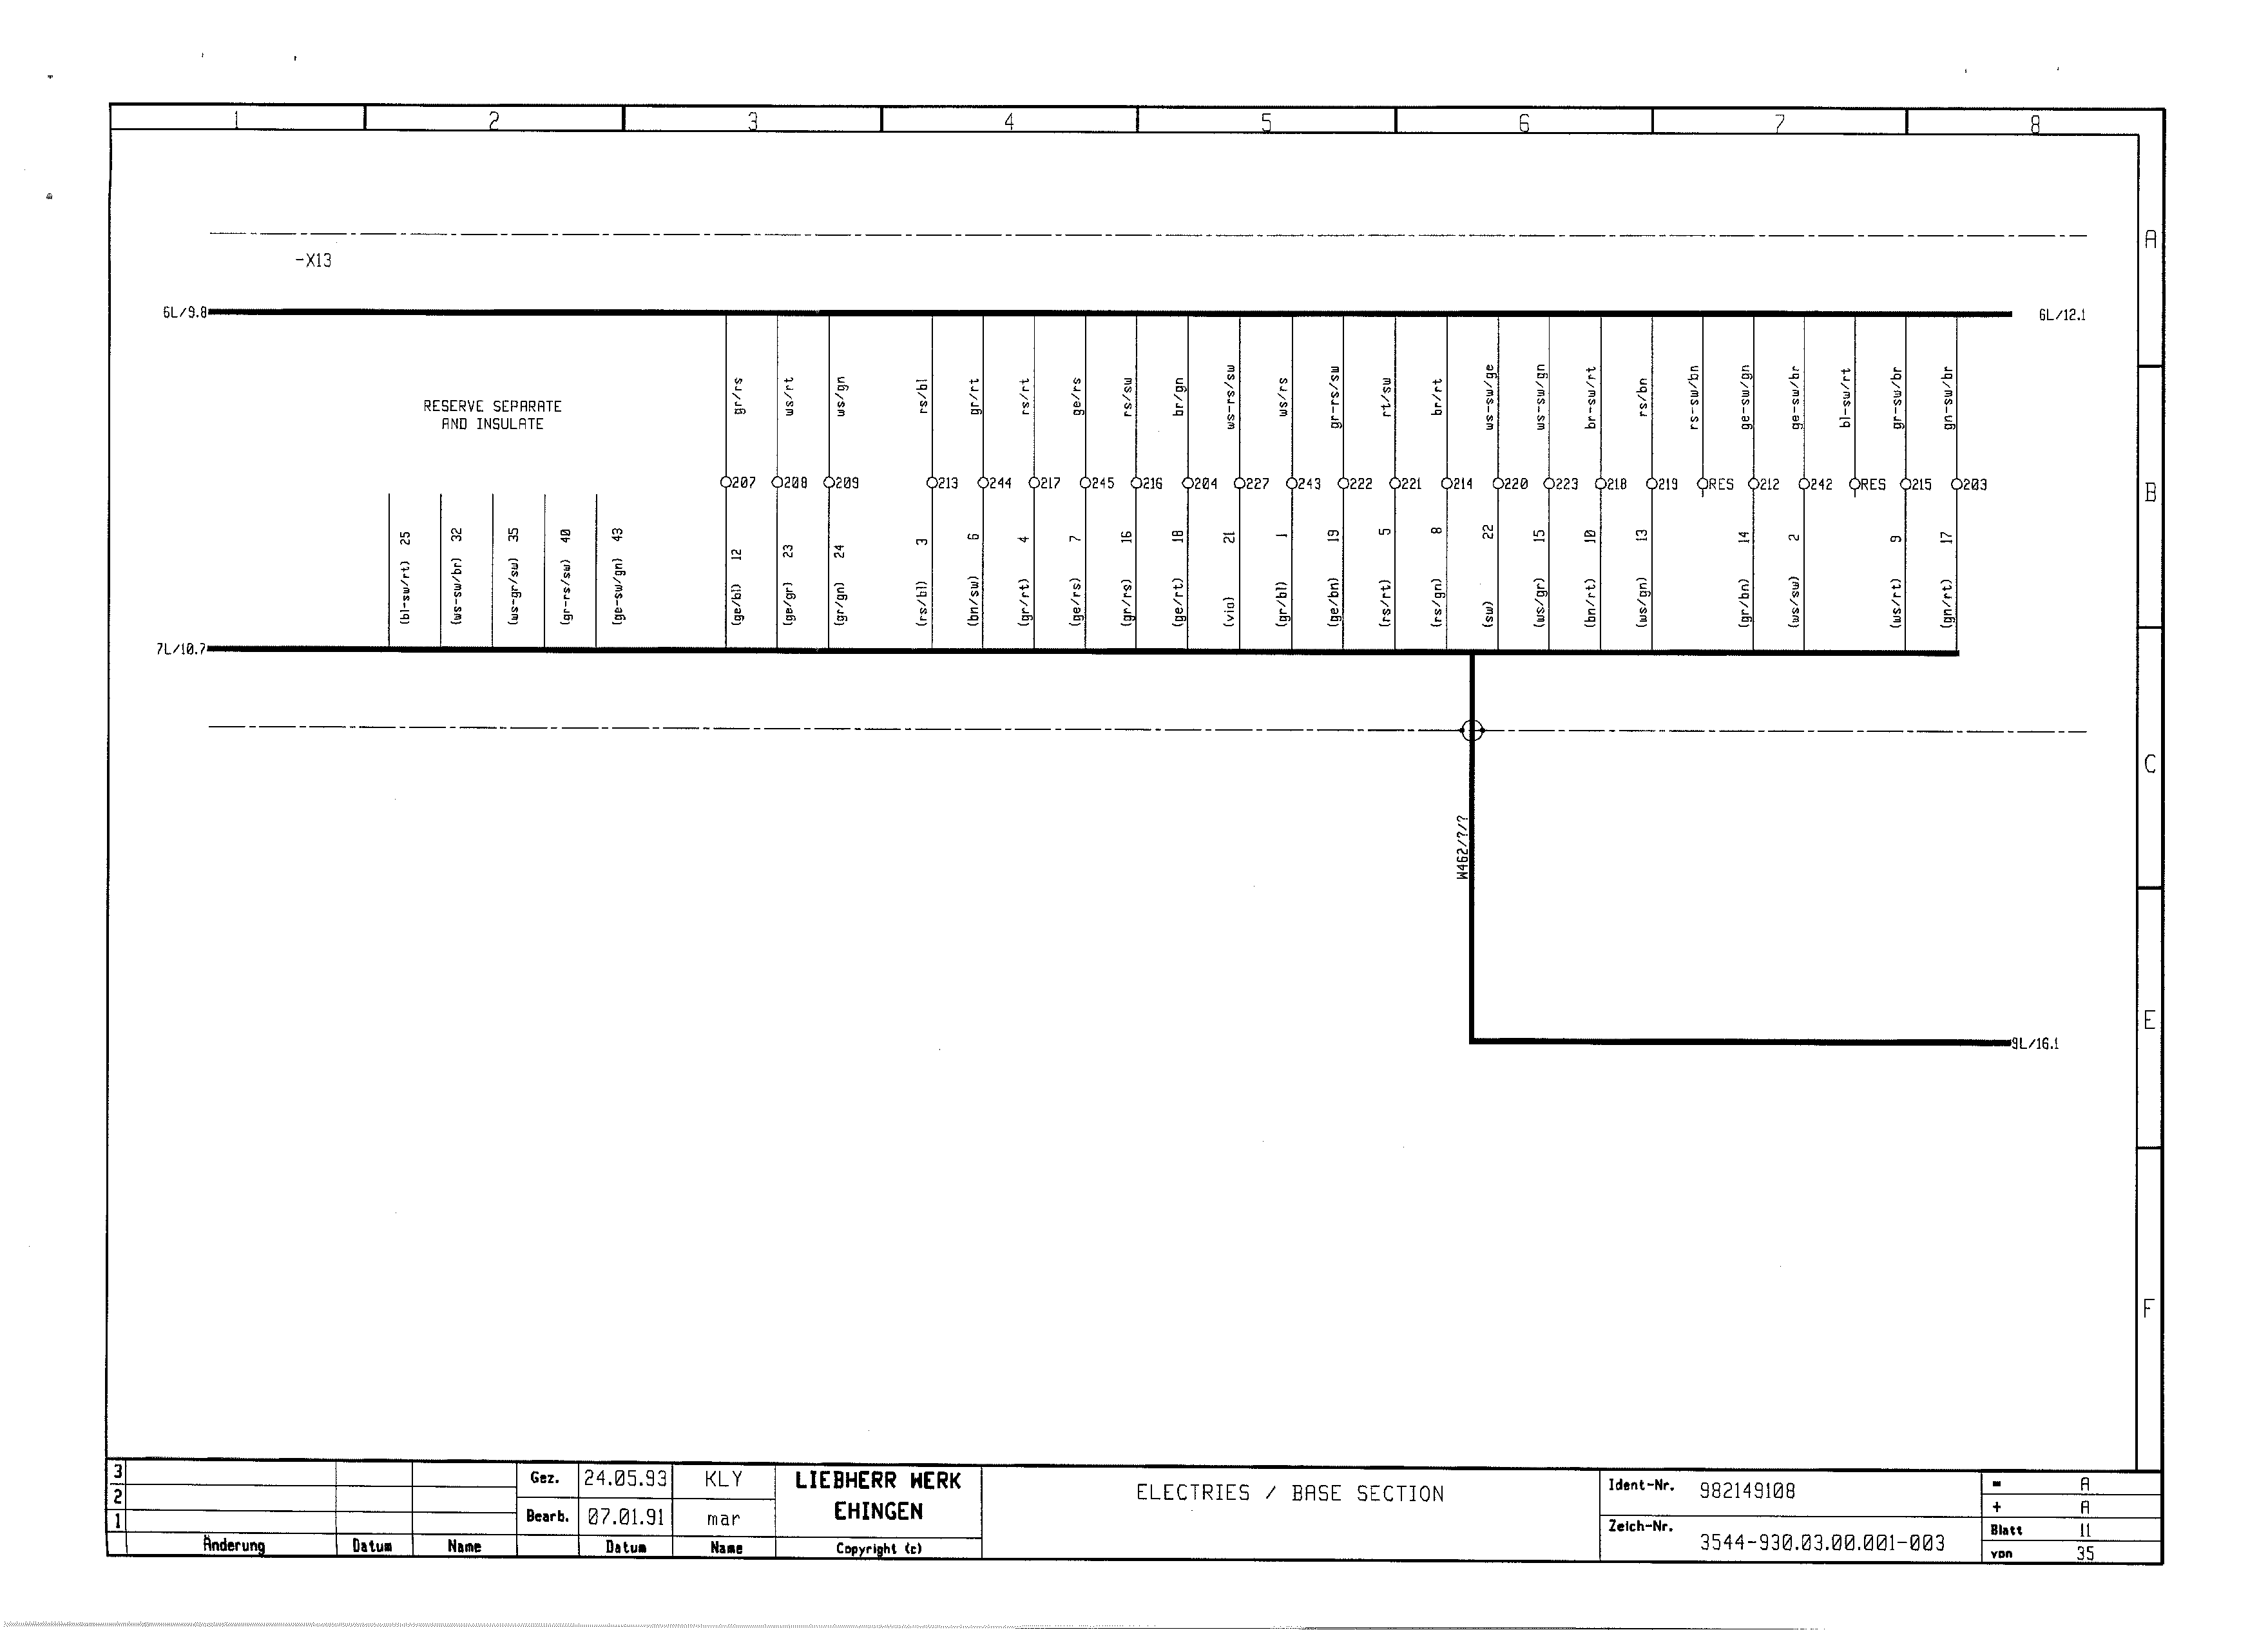 1 2 3 4 5 6 7 8
A
-X13
6L/9.8
6L/12.1
RESERVE SEPARATE
AND INSULATE
gr/rs
ws/rt
ws/gn
rs/bl
gr/rt
rs/rt
ge/rs
rs/sw
br/gn
ws-rs/sw
ws/rs
gr-rs/sw
rt/sw
br/rt
ws-sw/ge
ws-sw/gn
br-sw/rt
rs/bn
rs-sw/bn
ge-sw/gn
ge-sw/br
bl-sw/rt
gr-sw/br
gn-sw/br
207 208 209 213 244 217 245 216 204 227 243 222 221 214 220 223 218 219 RES 212 242 RES 215 203
B
(bl-sw/rt) 25
(ws-sw/br) 32
(ws-gr/sw) 35
(gr-rs/sw) 40
(ge-sw/gn) 43
(ge/bl) 12
(ge/gr) 23
(gr/gn) 24
(rs/bl) 3
(bn/sw) 6
(gr/rt) 4
(ge/rs) 7
(gr/rs) 16
(ge/rt) 18
(vio) 21
(gr/bl) 1
(ge/bn) 19
(rs/rt) 5
(rs/gn) 8
(sw) 22
(ws/gr) 15
(bn/rt) 10
(ws/gn) 13
(gr/bn) 14
(ws/sw) 2
(ws/rt) 9
(gn/rt) 17
7L/10.7
C
W462/?/?
E
9L/16.1
F
3
2
1
Änderung Datum Name
Gez. 24.05.93 KLY
Bearb. 07.01.91 mar
Datum Name
LIEBHERR WERK
EHINGEN
Copyright (c)
ELECTRIES / BASE SECTION
Ident-Nr. 982149108
Zeich-Nr. 3544-930.03.00.001-003
= A
+ A
Blatt 11
von 35